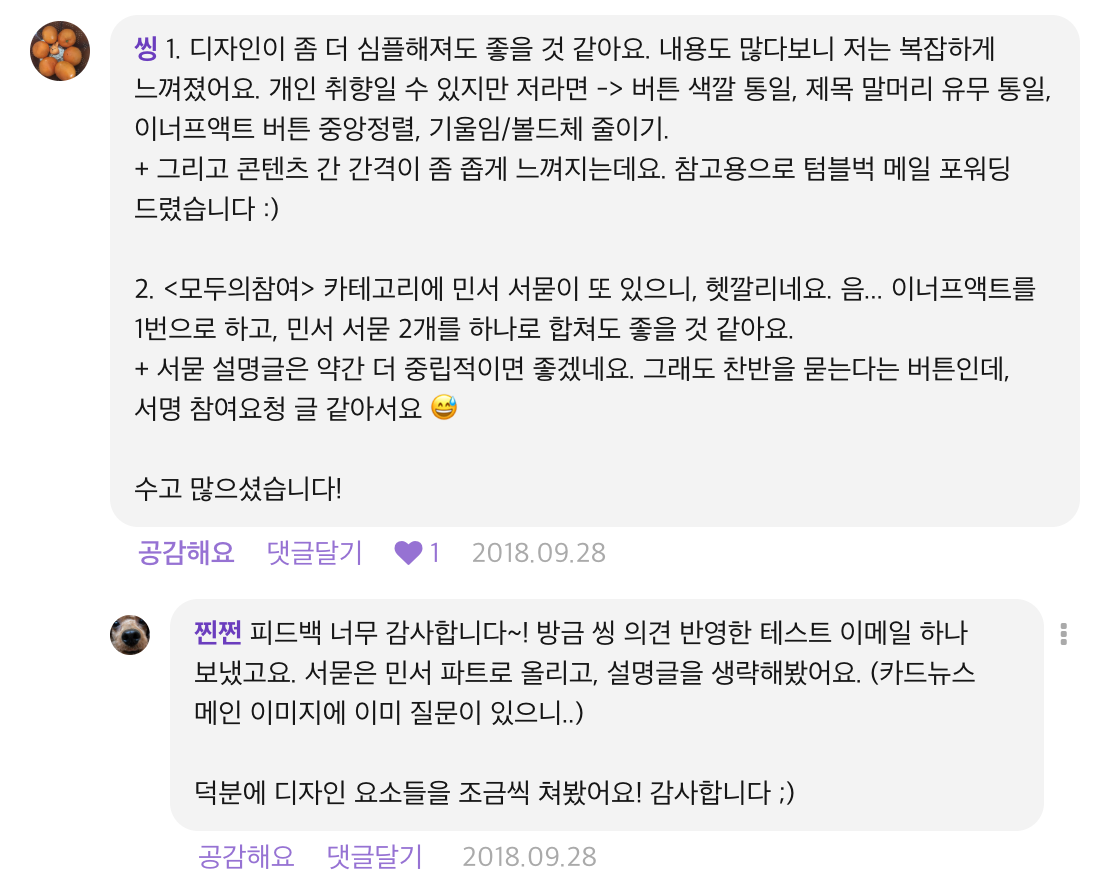 씽 1. 디자인이 좀 더 심플해져도 좋을 것 같아요. 내용도 많다보니 저는 복잡하게
느껴졌어요. 개인 취향일 수 있지만 저라면 -> 버튼 색깔 통일, 제목 말머리 유무 통일,
이너프액트 버튼 중앙정렬, 기울임/볼드체 줄이기.
+ 그리고 콘텐츠 간 간격이 좀 좁게 느껴지는데요. 참고용으로 텀블벅 메일 포워딩
드렸습니다 :)
2. <모두의참여> 카테고리에 민서 서묻이 또 있으니, 헷깔리네요. 음... 이너프액트를
1번으로 하고, 민서 서묻 2개를 하나로 합쳐도 좋을 것 같아요.
+ 서묻 설명글은 약간 더 중립적이면 좋겠네요. 그래도 찬반을 묻는다는 버튼인데,
서명 참여요청 글 같아서요 😅
수고 많으셨습니다!
공감해요 댓글달기 1 2018.09.28
찐쩐 피드백 너무 감사합니다~! 방금 씽 의견 반영한 테스트 이메일 하나
보냈고요. 서묻은 민서 파트로 올리고, 설명글을 생략해봤어요. (카드뉴스
메인 이미지에 이미 질문이 있으니..)
덕분에 디자인 요소들을 조금씩 쳐봤어요! 감사합니다 ;)
공감해요 댓글달기 2018.09.28